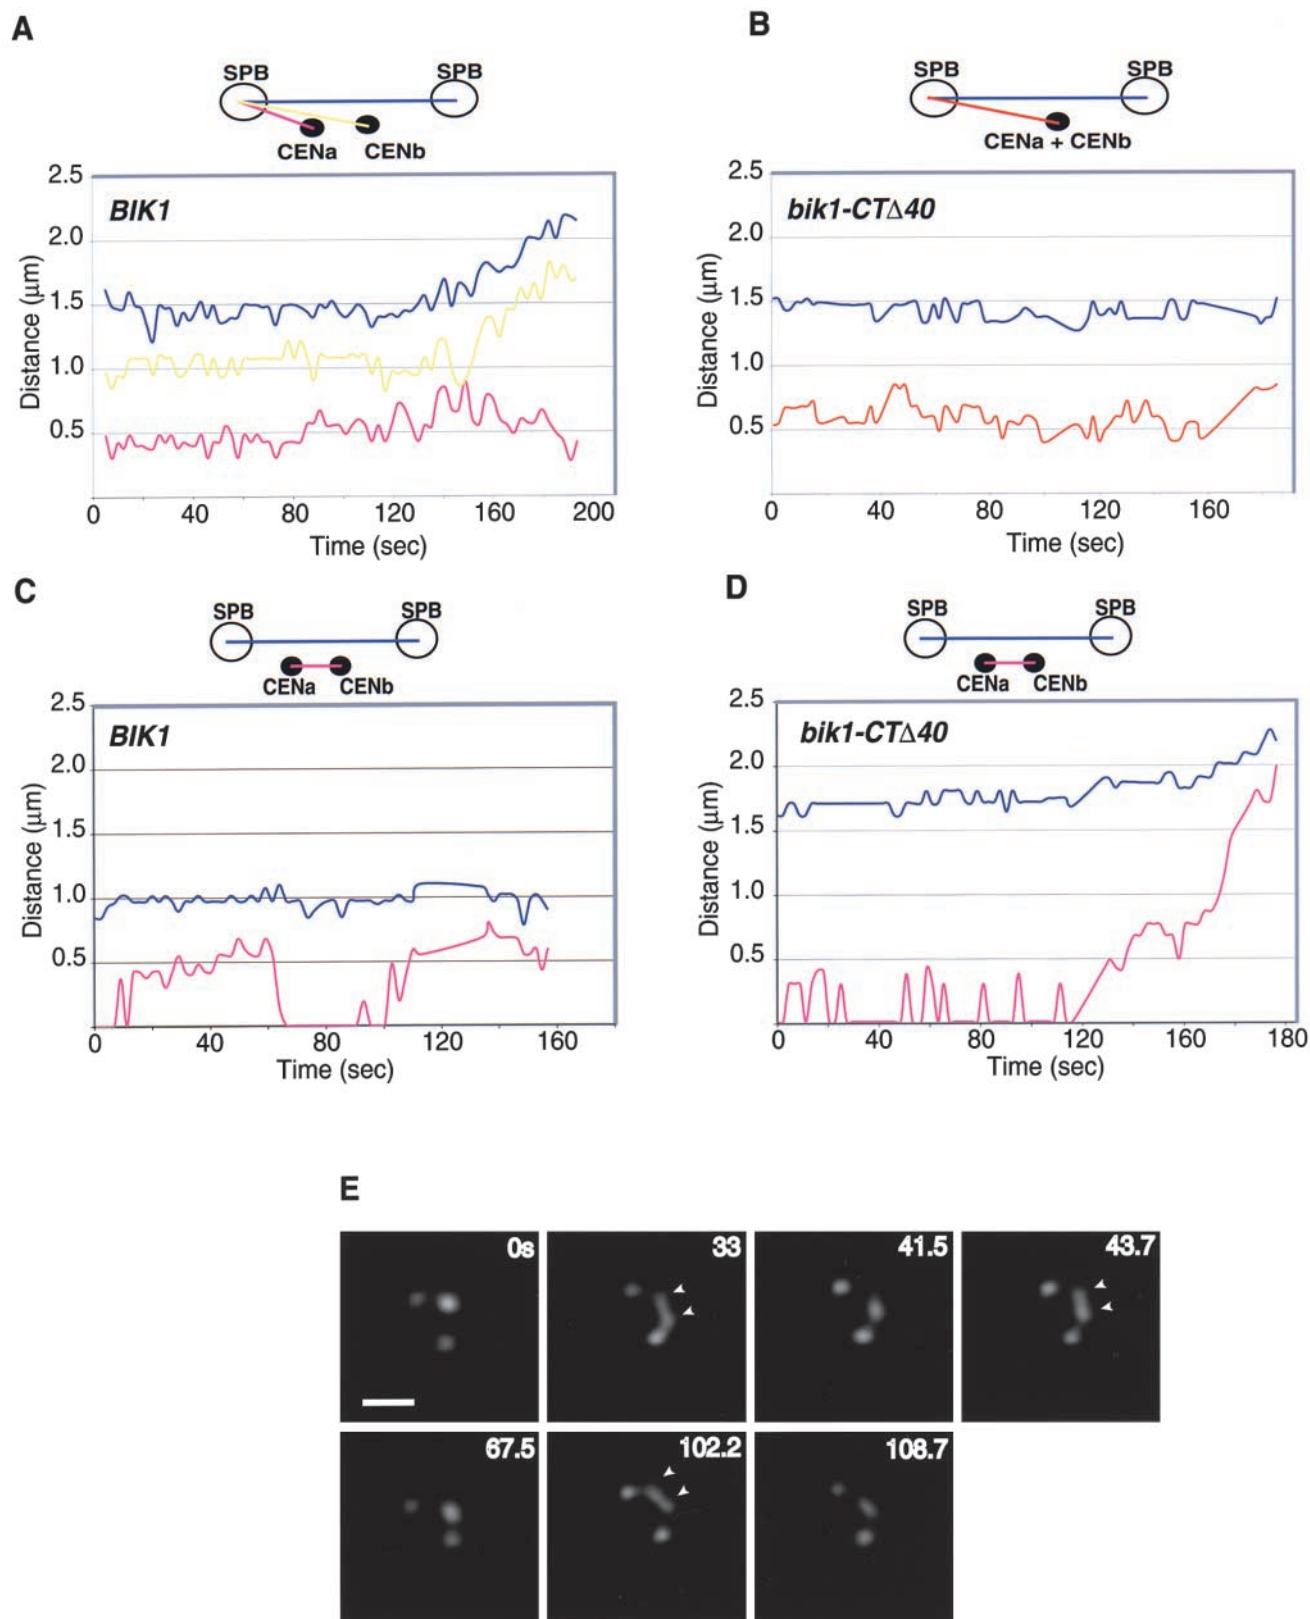 A
SPB SPB
CENa CENb
2.5
2.0
1.5
1.0
0.5
BIK1
Distance (μm)
0 40 80 120 160 200
Time (sec)
B
SPB SPB
CENa + CENb
2.5
2.0
1.5
1.0
0.5
bik1-CTΔ40
Distance (μm)
0 40 80 120 160
Time (sec)
C
SPB SPB
CENa CENb
2.5
2.0
1.5
1.0
0.5
BIK1
Distance (μm)
0 40 80 120 160
Time (sec)
D
SPB SPB
CENa CENb
2.5
2.0
1.5
1.0
0.5
bik1-CTΔ40
Distance (μm)
0 40 80 120 160 180
Time (sec)
E
0s 33 41.5 43.7
67.5 102.2 108.7